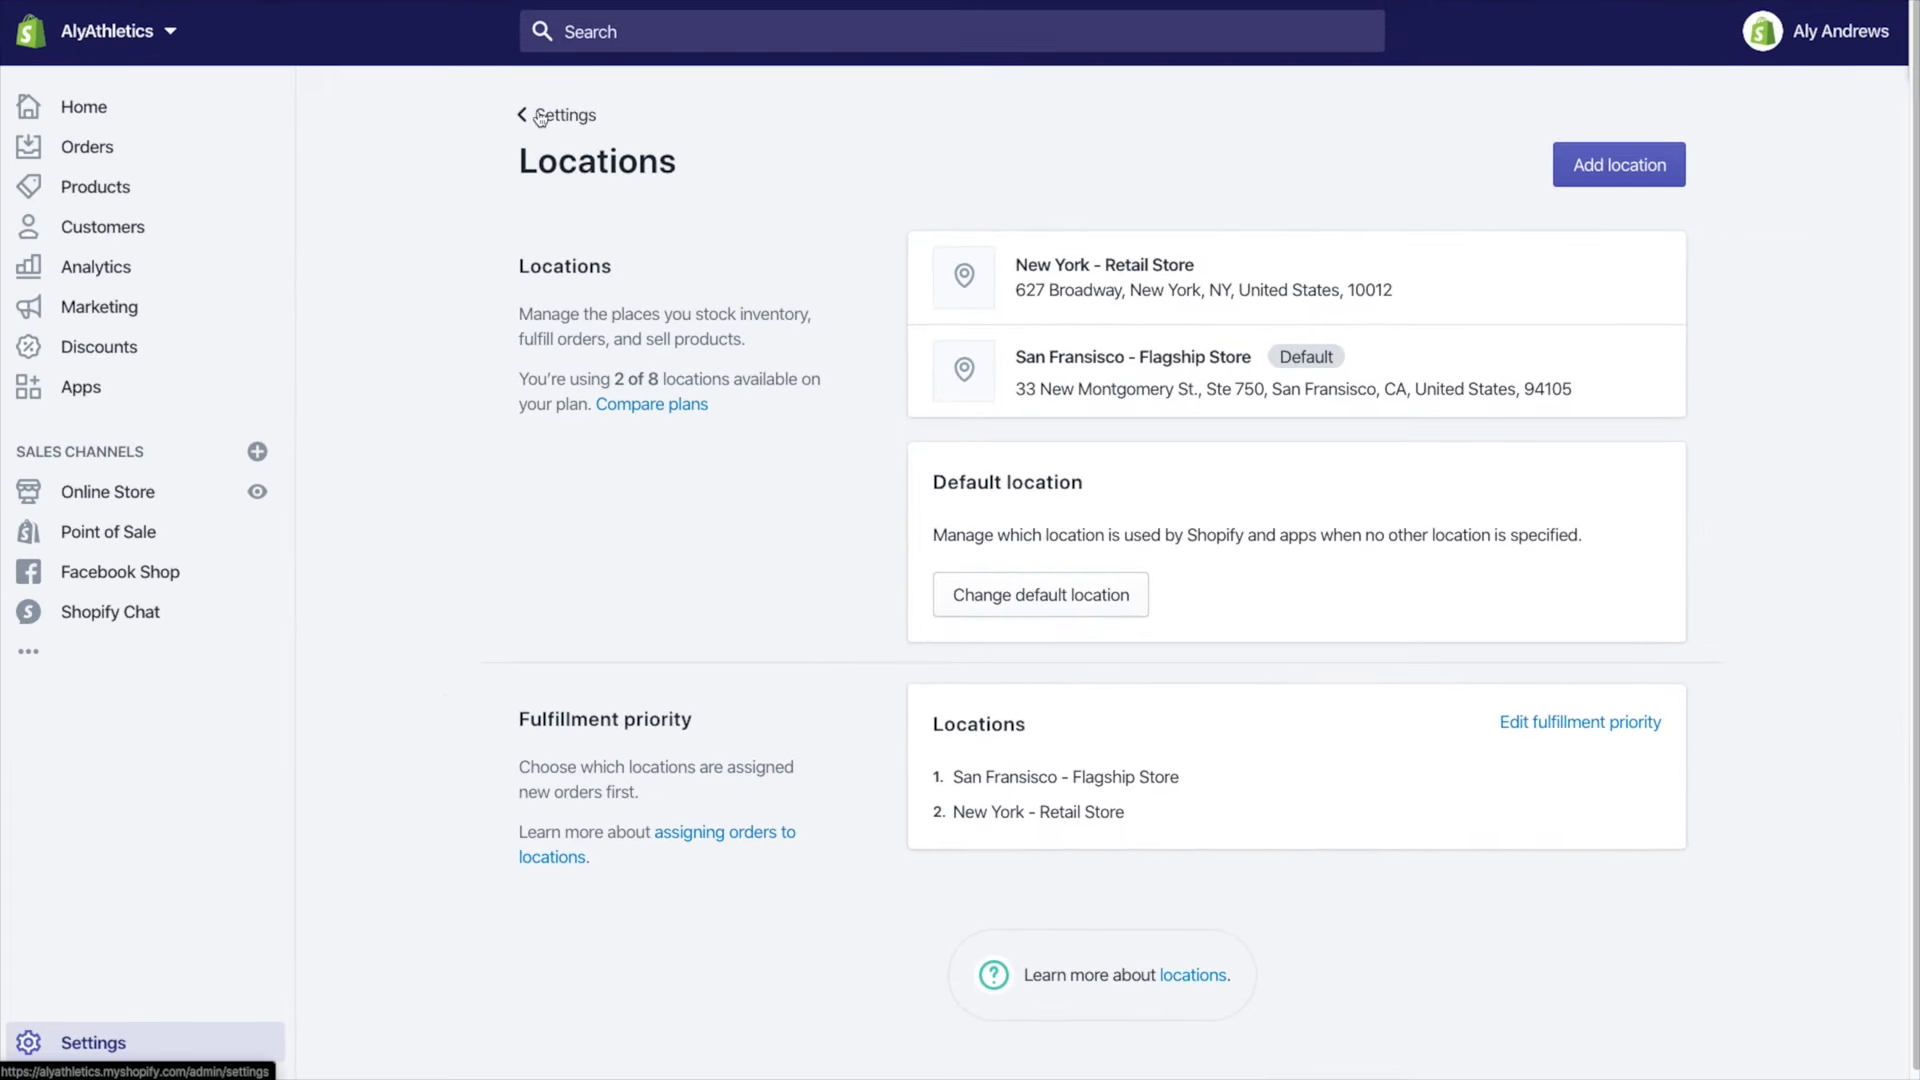 AlyAthletics
Search
Aly Andrews
Home
Orders
Products
Customers
Analytics
Marketing
Discounts
Apps
SALES CHANNELS
Online Store
Point of Sale
Facebook Shop
Shopify Chat
Settings
https://alyathletics.myshopify.com/admin/settings
Settings
Locations
Add location
Locations
Manage the places you stock inventory,
fulfill orders, and sell products.
You're using 2 of 8 locations available on
your plan. Compare plans
New York - Retail Store
627 Broadway, New York, NY, United States, 10012
San Fransisco - Flagship Store Default
33 New Montgomery St., Ste 750, San Fransisco, CA, United States, 94105
Default location
Manage which location is used by Shopify and apps when no other location is specified.
Change default location
Fulfillment priority
Choose which locations are assigned
new orders first.
Learn more about assigning orders to
locations.
Locations
Edit fulfillment priority
1. San Fransisco - Flagship Store
2. New York - Retail Store
Learn more about locations.